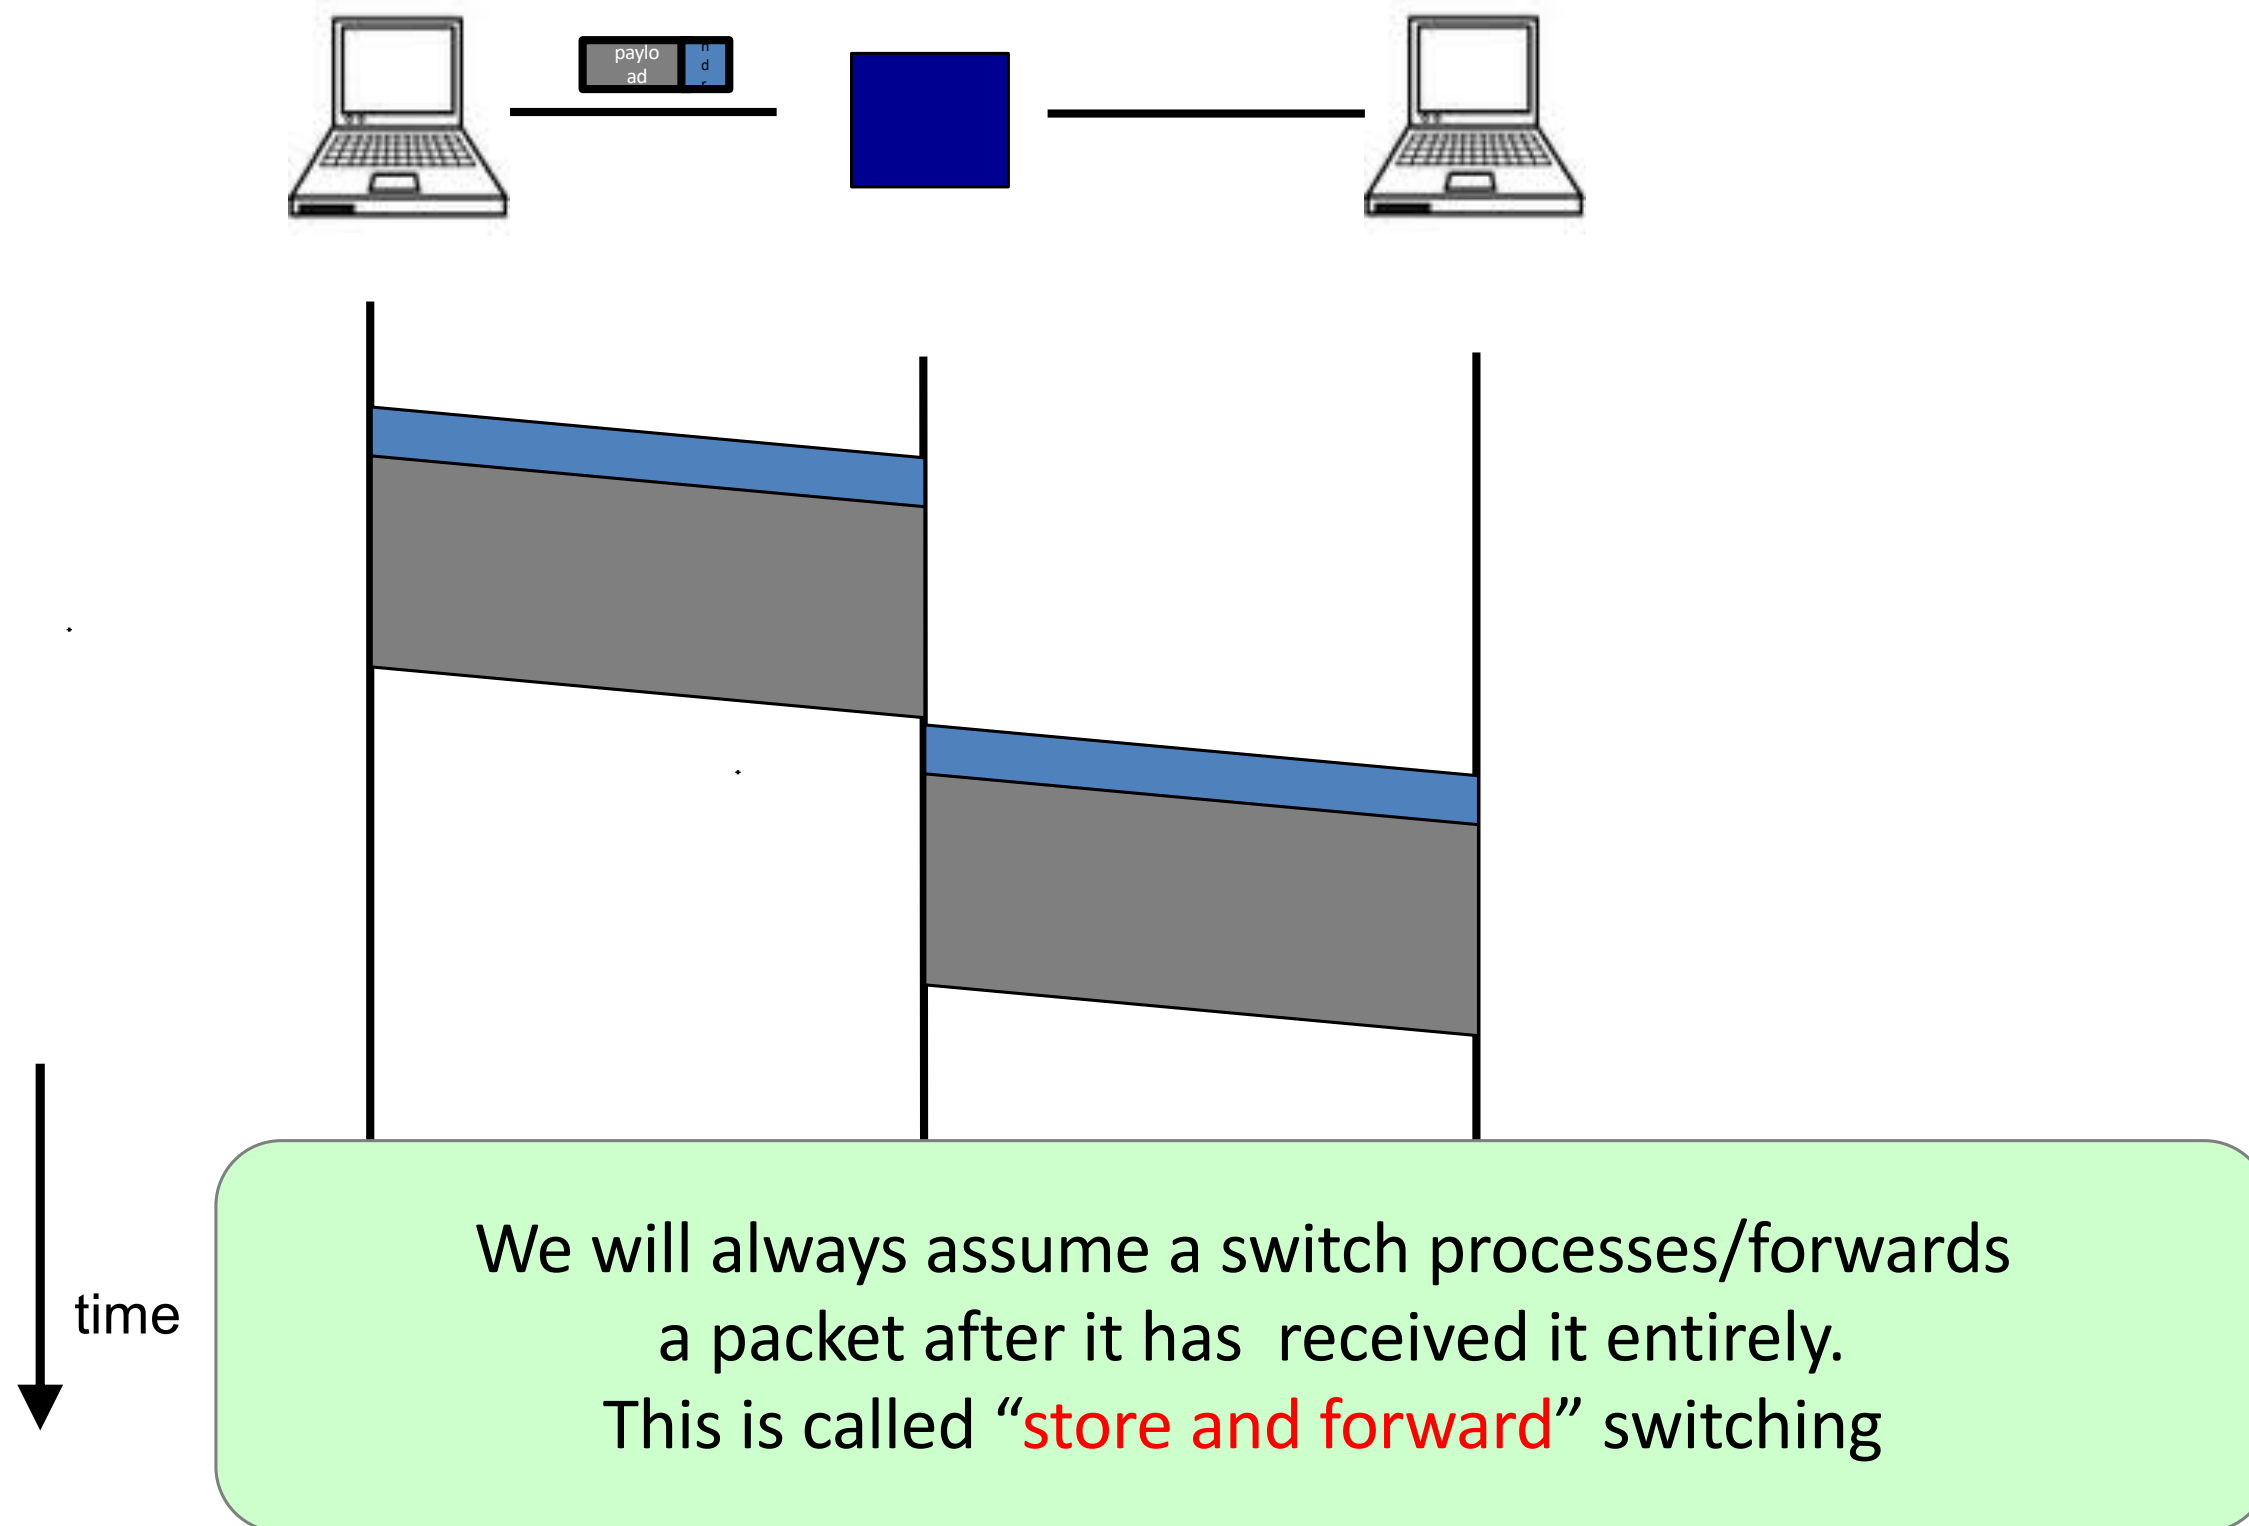 paylo
ad
h
d
r
time
We will always assume a switch processes/forwards
a packet after it has  received it entirely.
This is called “store and forward” switching